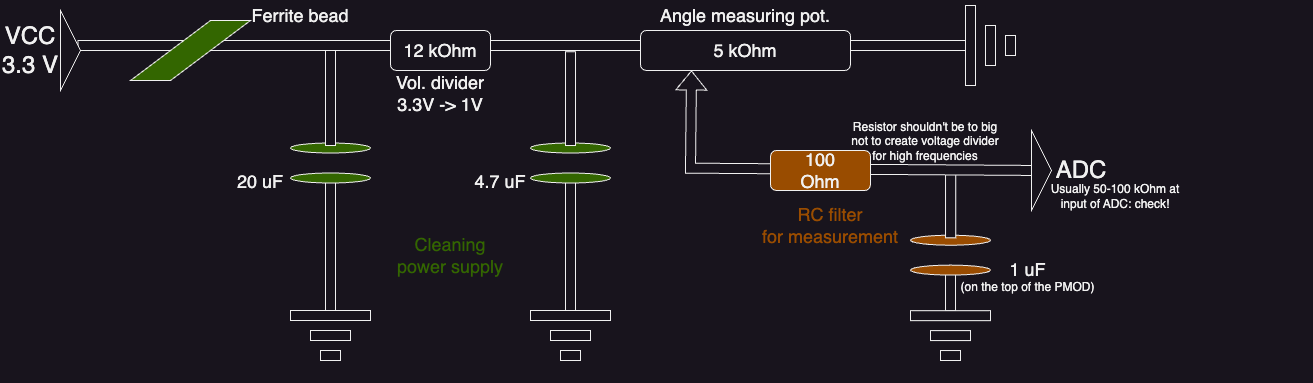 Ferrite bead
Angle measuring pot.
VCC
3.3 V
12 kOhm
5 kOhm
Vol. divider
3.3V -> 1V
Resistor shouldn't be to big
not to create voltage divider
for high frequencies
100
Ohm
ADC
Usually 50-100 kOhm at
input of ADC: check!
20 uF
4.7 uF
RC filter
for measurement
Cleaning
power supply
1 uF
(on the top of the PMOD)